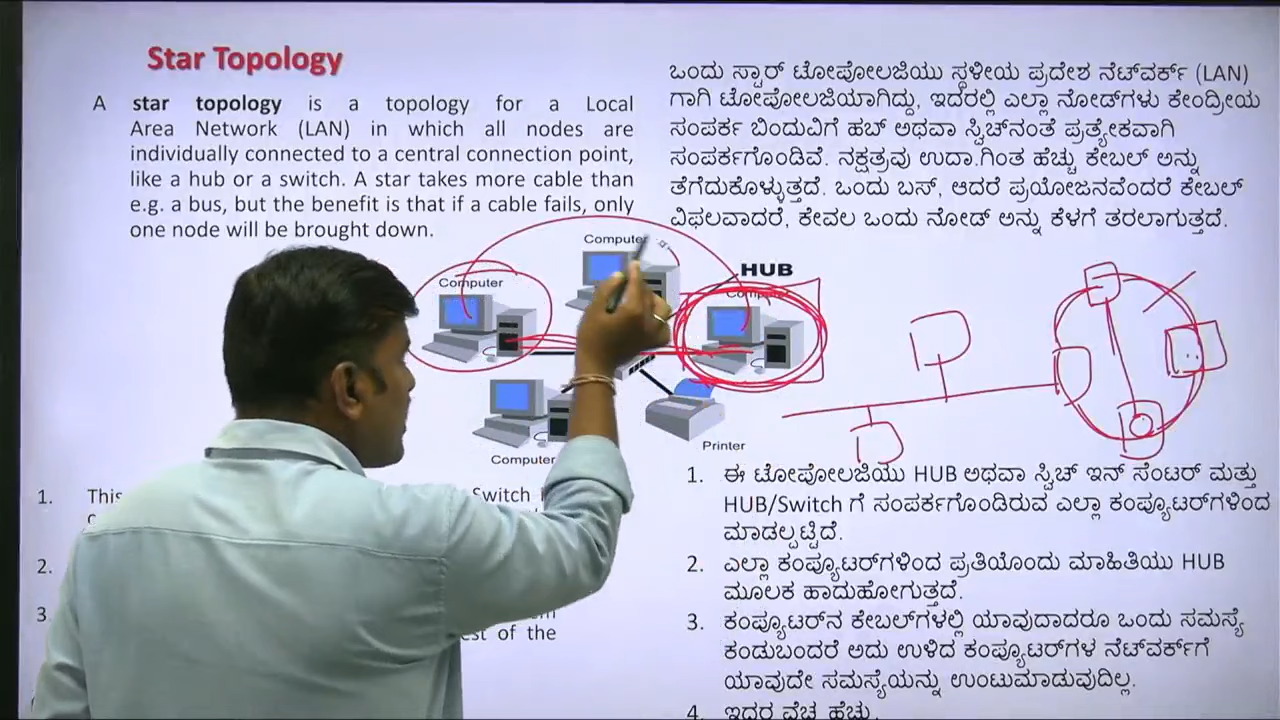 Star Topology
A star topology is a topology for a Local
Area Network (LAN) in which all nodes are
individually connected to a central connection point,
like a hub or a switch. A star takes more cable than
e.g. a bus, but the benefit is that if a cable fails, only
one node will be brought down.
ಒಂದು ಸ್ಟಾರ್ ಟೋಪೋಲಜಿಯು ಸ್ಥಳೀಯ ಪ್ರದೇಶ ನೆಟ್‌ವರ್ಕ್ (LAN)
ಗಾಗಿ ಟೋಪೋಲಜಿಯಾಗಿದ್ದು, ಇದರಲ್ಲಿ ಎಲ್ಲಾ ನೋಡ್‌ಗಳು ಕೇಂದ್ರೀಯ
ಸಂಪರ್ಕ ಬಿಂದುವಿಗೆ ಹಬ್ ಅಥವಾ ಸ್ವಿಚ್‌ನಂತೆ ಪ್ರತ್ಯೇಕವಾಗಿ
ಸಂಪರ್ಕಗೊಂಡಿವೆ. ನಕ್ಷತ್ರವು ಉದಾ.ಗಿಂತ ಹೆಚ್ಚು ಕೇಬಲ್ ಅನ್ನು
ತೆಗೆದುಕೊಳ್ಳುತ್ತದೆ. ಒಂದು ಬಸ್, ಆದರೆ ಪ್ರಯೋಜನವೆಂದರೆ ಕೇಬಲ್
ವಿಫಲವಾದರೆ, ಕೇವಲ ಒಂದು ನೋಡ್ ಅನ್ನು ಕೆಳಗೆ ತರಲಾಗುತ್ತದೆ.
Computer
HUB
Computer
Computer
Printer
Computer
1. This Switch
2.
3.
est of the
1. ಈ ಟೋಪೋಲಜಿಯು HUB ಅಥವಾ ಸ್ವಿಚ್ ಇನ್ ಸೆಂಟರ್ ಮತ್ತು
HUB/Switch ಗೆ ಸಂಪರ್ಕಗೊಂಡಿರುವ ಎಲ್ಲಾ ಕಂಪ್ಯೂಟರ್‌ಗಳಿಂದ
ಮಾಡಲ್ಪಟ್ಟಿದೆ.
2. ಎಲ್ಲಾ ಕಂಪ್ಯೂಟರ್‌ಗಳಿಂದ ಪ್ರತಿಯೊಂದು ಮಾಹಿತಿಯು HUB
ಮೂಲಕ ಹಾದುಹೋಗುತ್ತದೆ.
3. ಕಂಪ್ಯೂಟರ್‌ನ ಕೇಬಲ್‌ಗಳಲ್ಲಿ ಯಾವುದಾದರೂ ಒಂದು ಸಮಸ್ಯೆ
ಕಂಡುಬಂದರೆ ಅದು ಉಳಿದ ಕಂಪ್ಯೂಟರ್‌ಗಳ ನೆಟ್‌ವರ್ಕ್‌ಗೆ
ಯಾವುದೇ ಸಮಸ್ಯೆಯನ್ನು ಉಂಟುಮಾಡುವುದಿಲ್ಲ.
4. ಇದರ ವೆಚ್ಚ ಹೆಚ್ಚು.